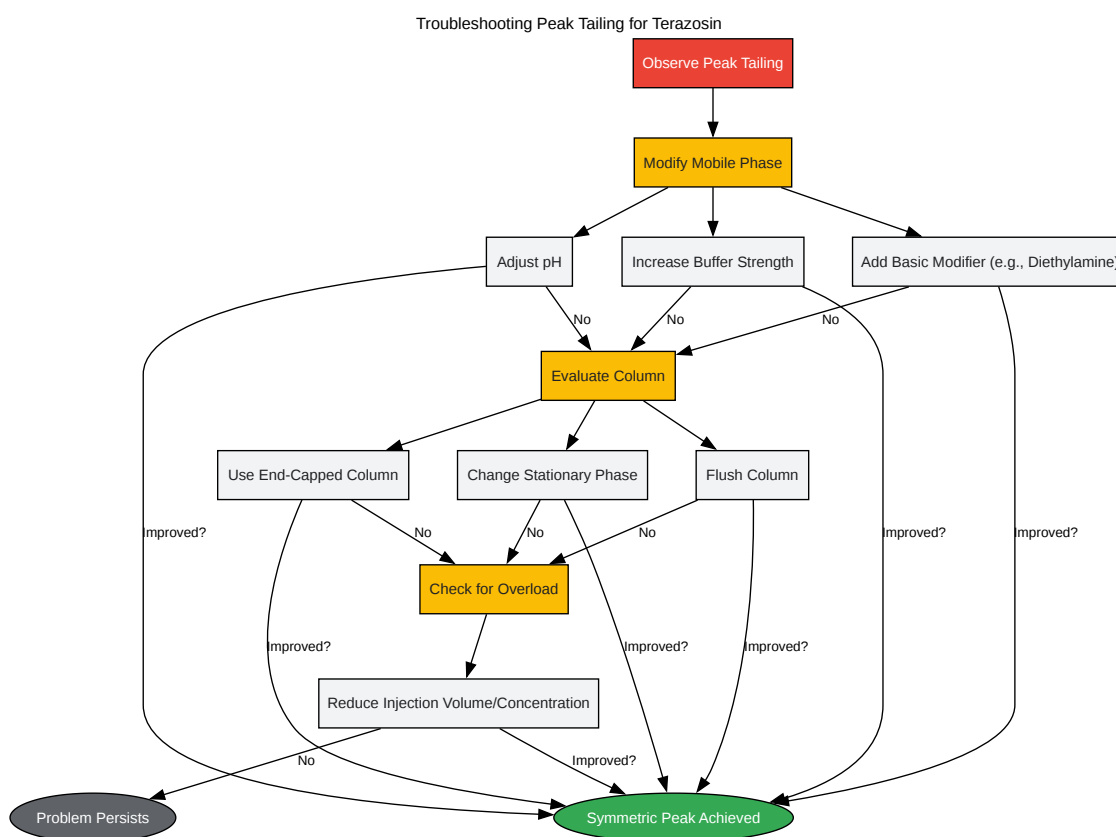 Troubleshooting Peak Tailing for Terazosin
Observe Peak Tailing
Modify Mobile Phase
Adjust pH
Increase Buffer Strength
Add Basic Modifier (e.g., Diethylamine)
No
No
No
Evaluate Column
Use End-Capped Column
Change Stationary Phase
Flush Column
Improved?
No
No
No
Improved?
Improved?
Check for Overload
Improved?
Improved?
Improved?
Reduce Injection Volume/Concentration
No
Improved?
Problem Persists
Symmetric Peak Achieved